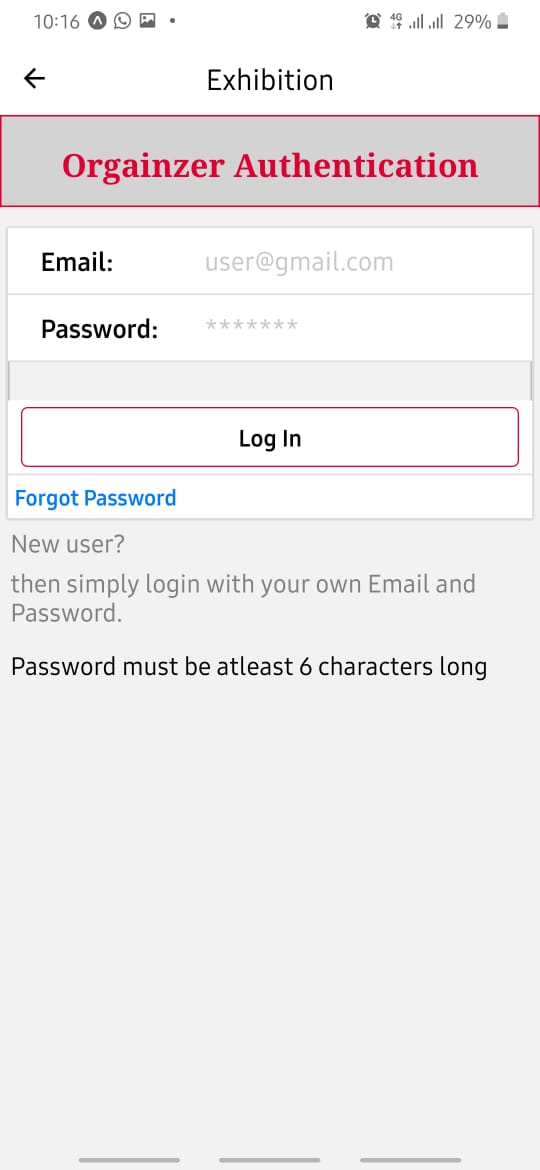 10:16 4G 29%
Exhibition
Orgainzer Authentication
Email: user@gmail.com
Password: *******
Log In
Forgot Password
New user?
then simply login with your own Email and
Password.
Password must be atleast 6 characters long